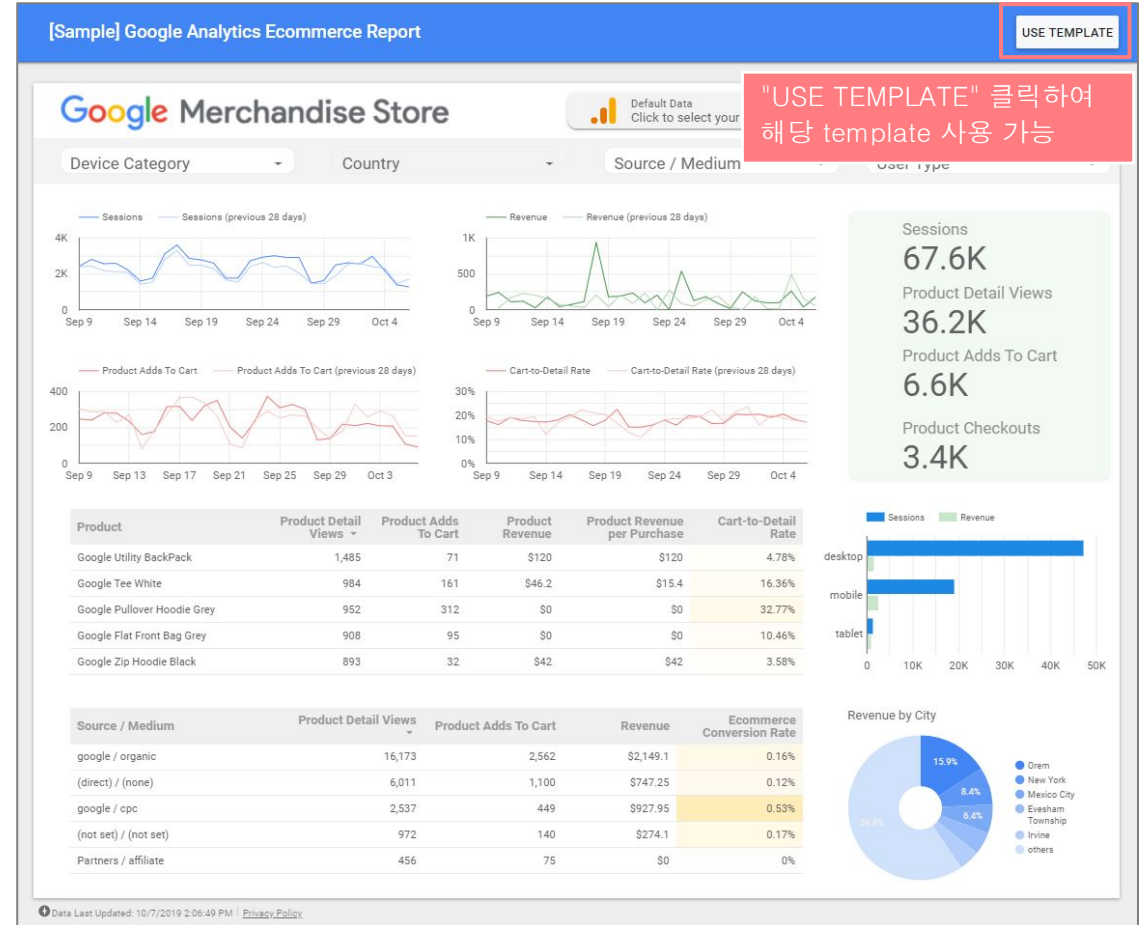 [Sample] Google Analytics Ecommerce Report
USE TEMPLATE
"USE TEMPLATE" 클릭하여
해당 template 사용 가능
Google Merchandise Store
Default Data
Click to select your
Device Category
Country
Source / Medium
User Type
Sessions Sessions (previous 28 days)
4K
2K
0
Sep 9 Sep 14 Sep 19 Sep 24 Sep 29 Oct 4
Revenue Revenue (previous 28 days)
1K
500
0
Sep 9 Sep 14 Sep 19 Sep 24 Sep 29 Oct 4
Sessions
67.6K
Product Detail Views
36.2K
Product Adds To Cart
6.6K
Product Checkouts
3.4K
Product Adds To Cart Product Adds To Cart (previous 28 days)
400
200
0
Sep 9 Sep 13 Sep 17 Sep 21 Sep 25 Sep 29 Oct 3
Cart-to-Detail Rate Cart-to-Detail Rate (previous 28 days)
30%
20%
10%
0%
Sep 9 Sep 14 Sep 19 Sep 24 Sep 29 Oct 4
Product Product Detail Views Product Adds To Cart Product Revenue Product Revenue per Purchase Cart-to-Detail Rate
Google Utility BackPack 1,485 71 $120 $120 4.78%
Google Tee White 984 161 $46.2 $15.4 16.36%
Google Pullover Hoodie Grey 952 312 $0 $0 32.77%
Google Flat Front Bag Grey 908 95 $0 $0 10.46%
Google Zip Hoodie Black 893 32 $42 $42 3.58%
Sessions Revenue
desktop
mobile
tablet
0 10K 20K 30K 40K 50K
Source / Medium Product Detail Views Product Adds To Cart Revenue Ecommerce Conversion Rate
google / organic 16,173 2,562 $2,149.1 0.16%
(direct) / (none) 6,011 1,100 $747.25 0.12%
google / cpc 2,537 449 $927.95 0.53%
(not set) / (not set) 972 140 $274.1 0.17%
Partners / affiliate 456 75 $0 0%
Revenue by City
15.9%
8.4%
6.4%
Orem
New York
Mexico City
Evesham
Township
Irvine
others
Data Last Updated: 10/7/2019 2:06:49 PM | Privacy Policy